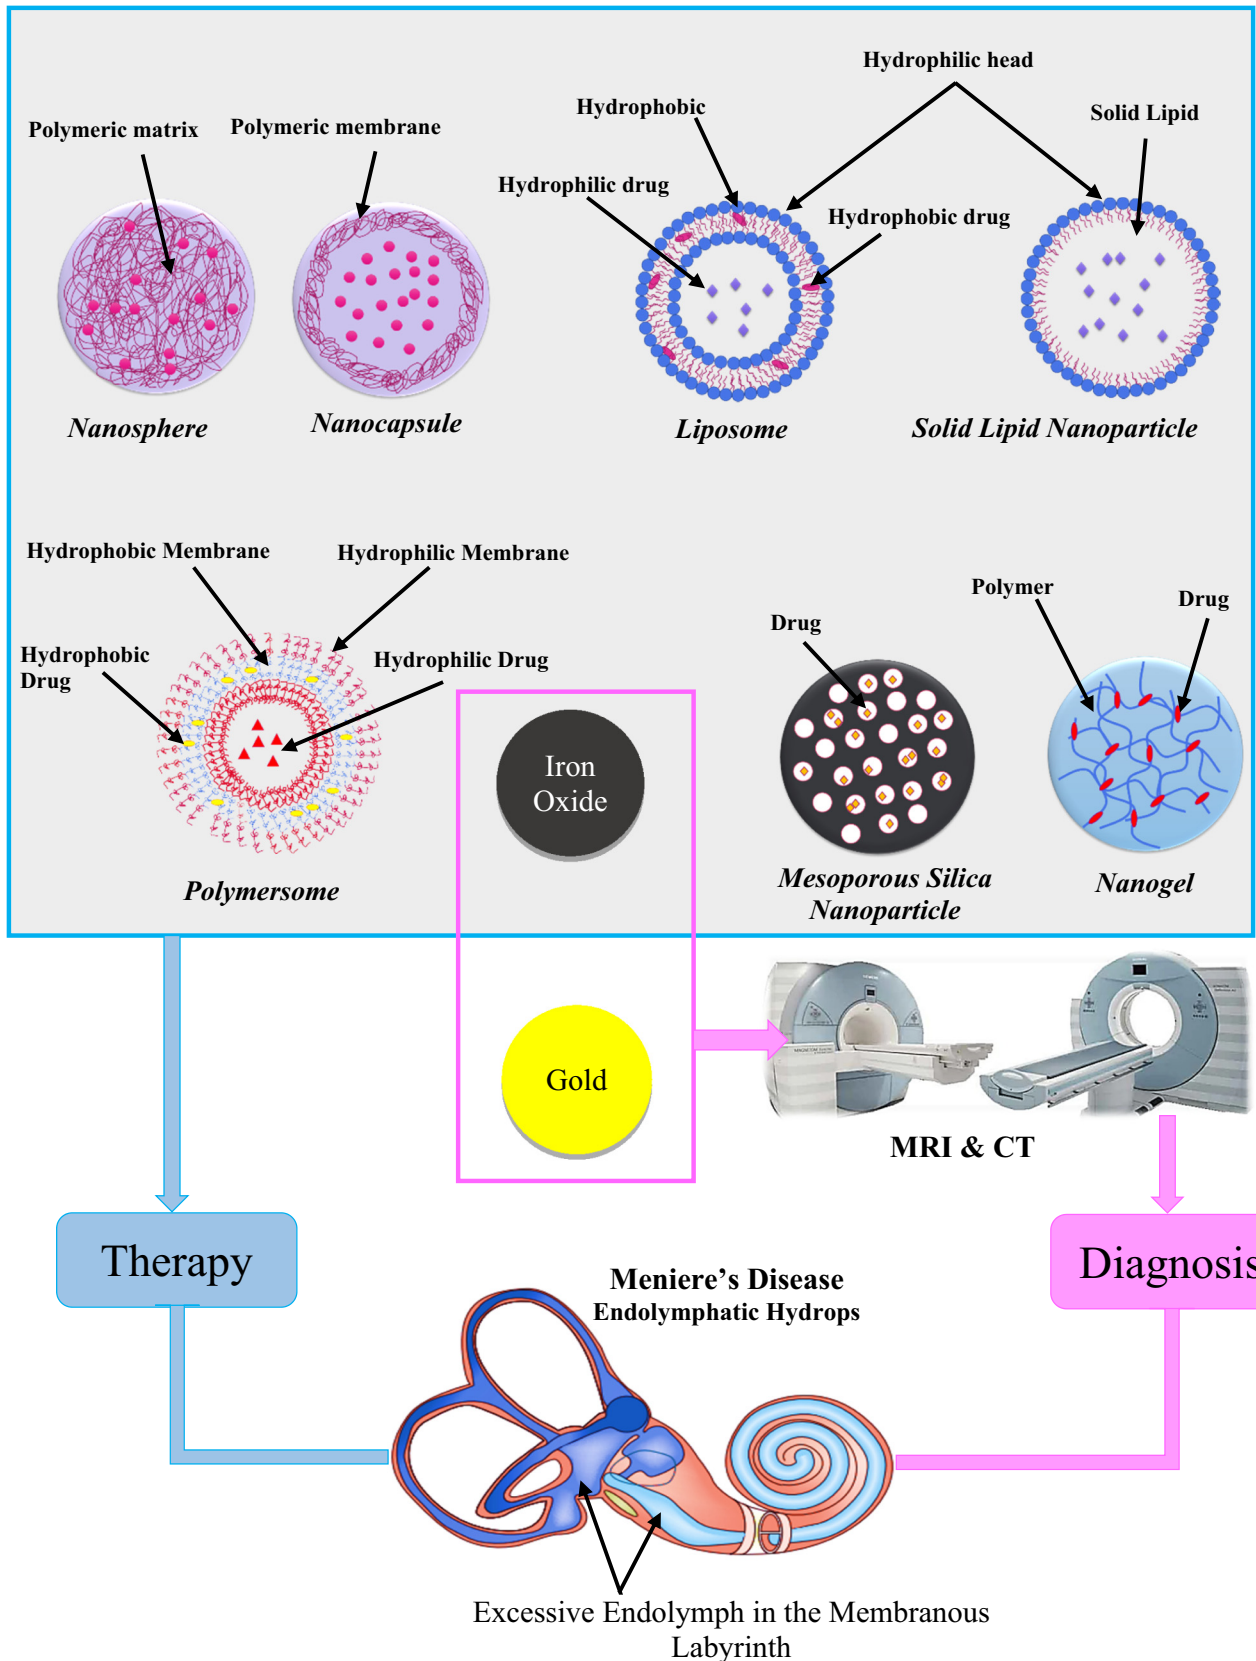 Hydrophilic head
Hydrophobic
Solid Lipid
Polymeric matrix
Polymeric membrane
Hydrophilic drug
Hydrophobic drug
Nanosphere
Nanocapsule
Liposome
Solid Lipid Nanoparticle
Hydrophobic Membrane
Hydrophilic Membrane
Polymer
Drug
Drug
Hydrophobic
Drug
Hydrophilic Drug
Iron
Oxide
Polymersome
Mesoporous Silica
Nanoparticle
Nanogel
Gold
MRI & CT
Therapy
Diagnosis
Meniere’s Disease
Endolymphatic Hydrops
Excessive Endolymph in the Membranous
Labyrinth